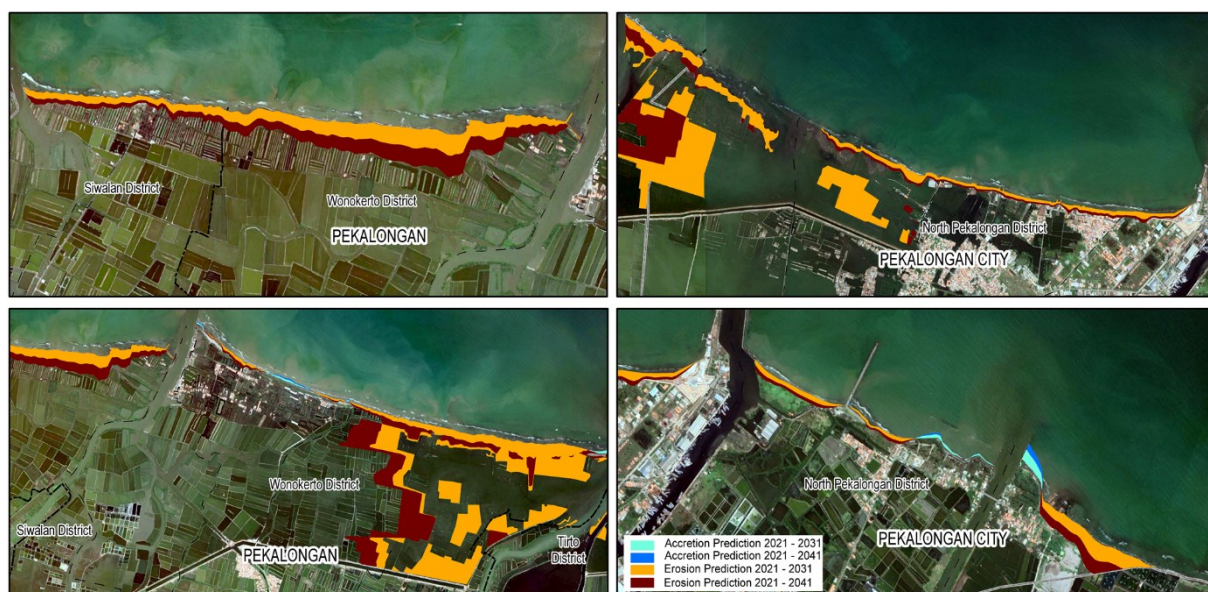 Siwalan District
Wonokerto District
PEKALONGAN
North Pekalongan District
PEKALONGAN CITY
Wonokerto District
Siwalan District
PEKALONGAN
Tirto
District
North Pekalongan District
PEKALONGAN CITY
Accretion Prediction 2021 - 2031
Accretion Prediction 2021 - 2041
Erosion Prediction 2021 - 2031
Erosion Prediction 2021 - 2041